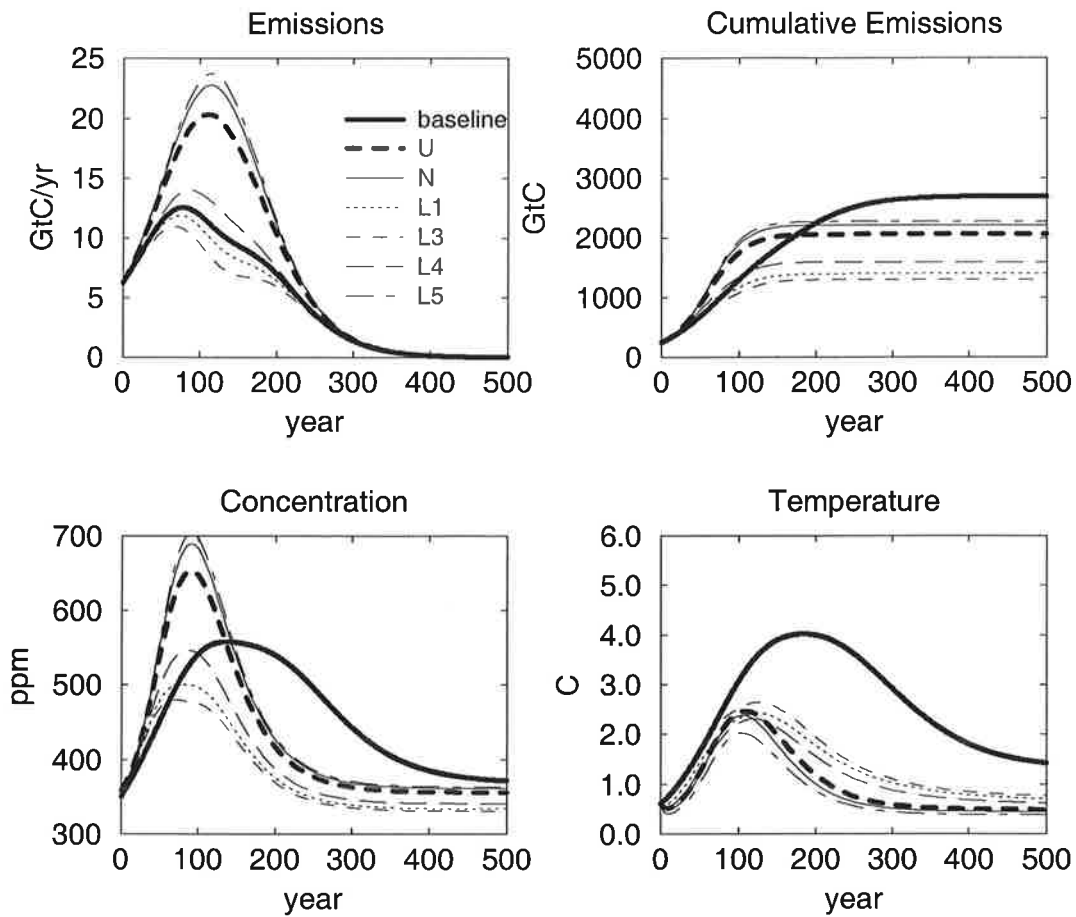 Emissions
25
20
15
10
5
0
GtC/yr
baseline
U
N
L1
L3
L4
L5
0 100 200 300 400 500
year
Cumulative Emissions
5000
4000
3000
2000
1000
0
GtC
0 100 200 300 400 500
year
Concentration
700
600
500
400
300
ppm
0 100 200 300 400 500
year
Temperature
6.0
5.0
4.0
3.0
2.0
1.0
0.0
C
0 100 200 300 400 500
year